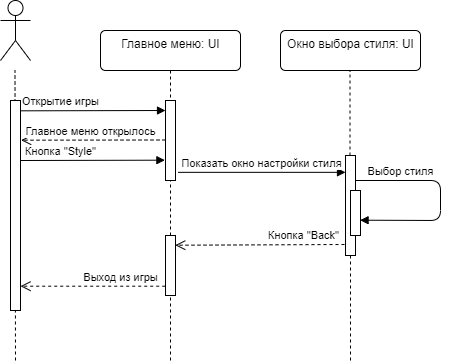 Главное меню: UI
Окно выбора стиля: UI
Открытие игры
Главное меню открлось
Кнопка "Style"
Показать окно настройки стиля
Выбор стиля
Кнопка "Back"
Выход из игры